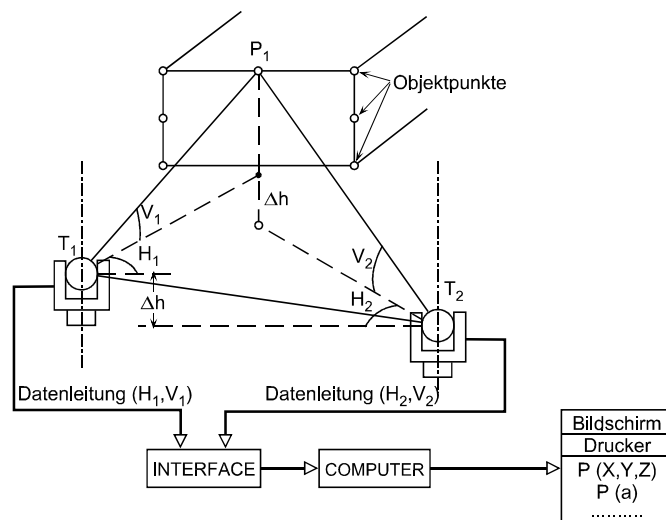 P₁
Objektpunkte
Δh
V₁
T₁
H₁
V₂
T₂
H₂
Δh
Datenleitung (H₁,V₁)
Datenleitung (H₂,V₂)
INTERFACE
COMPUTER
Bildschirm
Drucker
P (X,Y,Z)
P (a)
..........